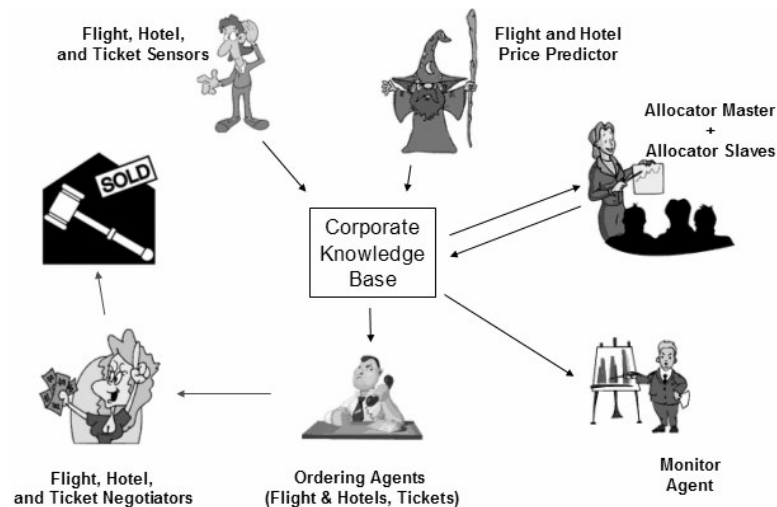 Flight, Hotel,
and Ticket Sensors
Flight and Hotel
Price Predictor
Allocator Master
+
Allocator Slaves
SOLD
Corporate
Knowledge
Base
Flight, Hotel,
and Ticket Negotiators
Ordering Agents
(Flight & Hotels, Tickets)
Monitor
Agent